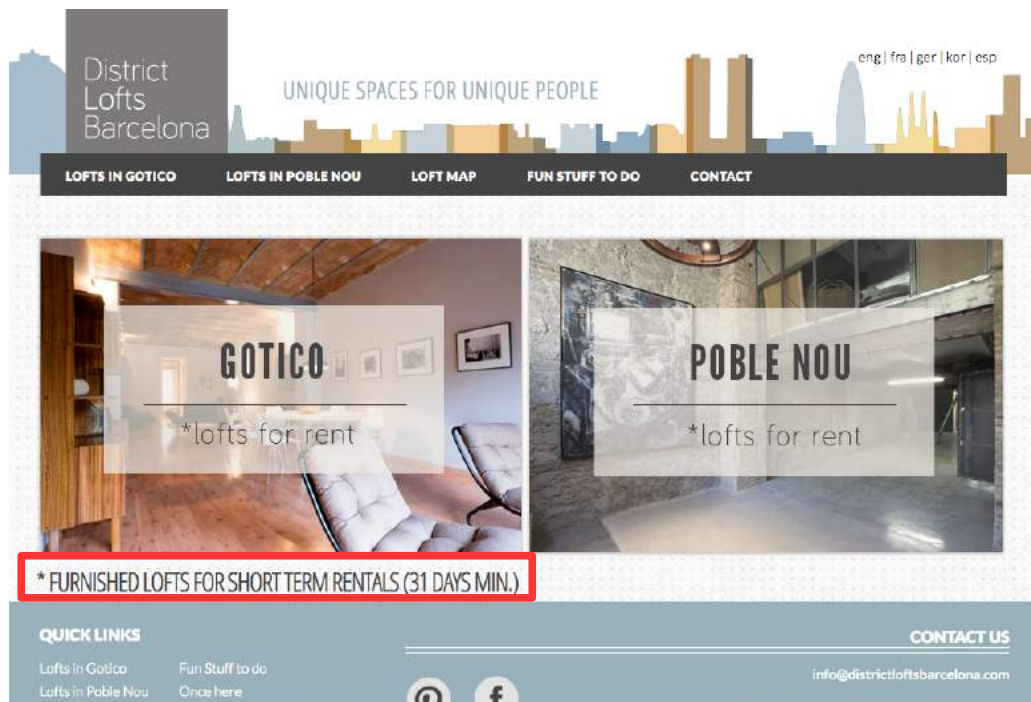 District
Lofts
Barcelona
UNIQUE SPACES FOR UNIQUE PEOPLE
eng | fra | ger | kor | esp
LOFTS IN GOTICO LOFTS IN POBLE NOU LOFT MAP FUN STUFF TO DO CONTACT
GOTICO
*lofts for rent
POBLE NOU
*lofts for rent
* FURNISHED LOFTS FOR SHORT TERM RENTALS (31 DAYS MIN.)
QUICK LINKS
Lofts in Gotico Fun Stuff to do
Lofts in Poble Nou Once here
CONTACT US
info@districtloftsbarcelona.com